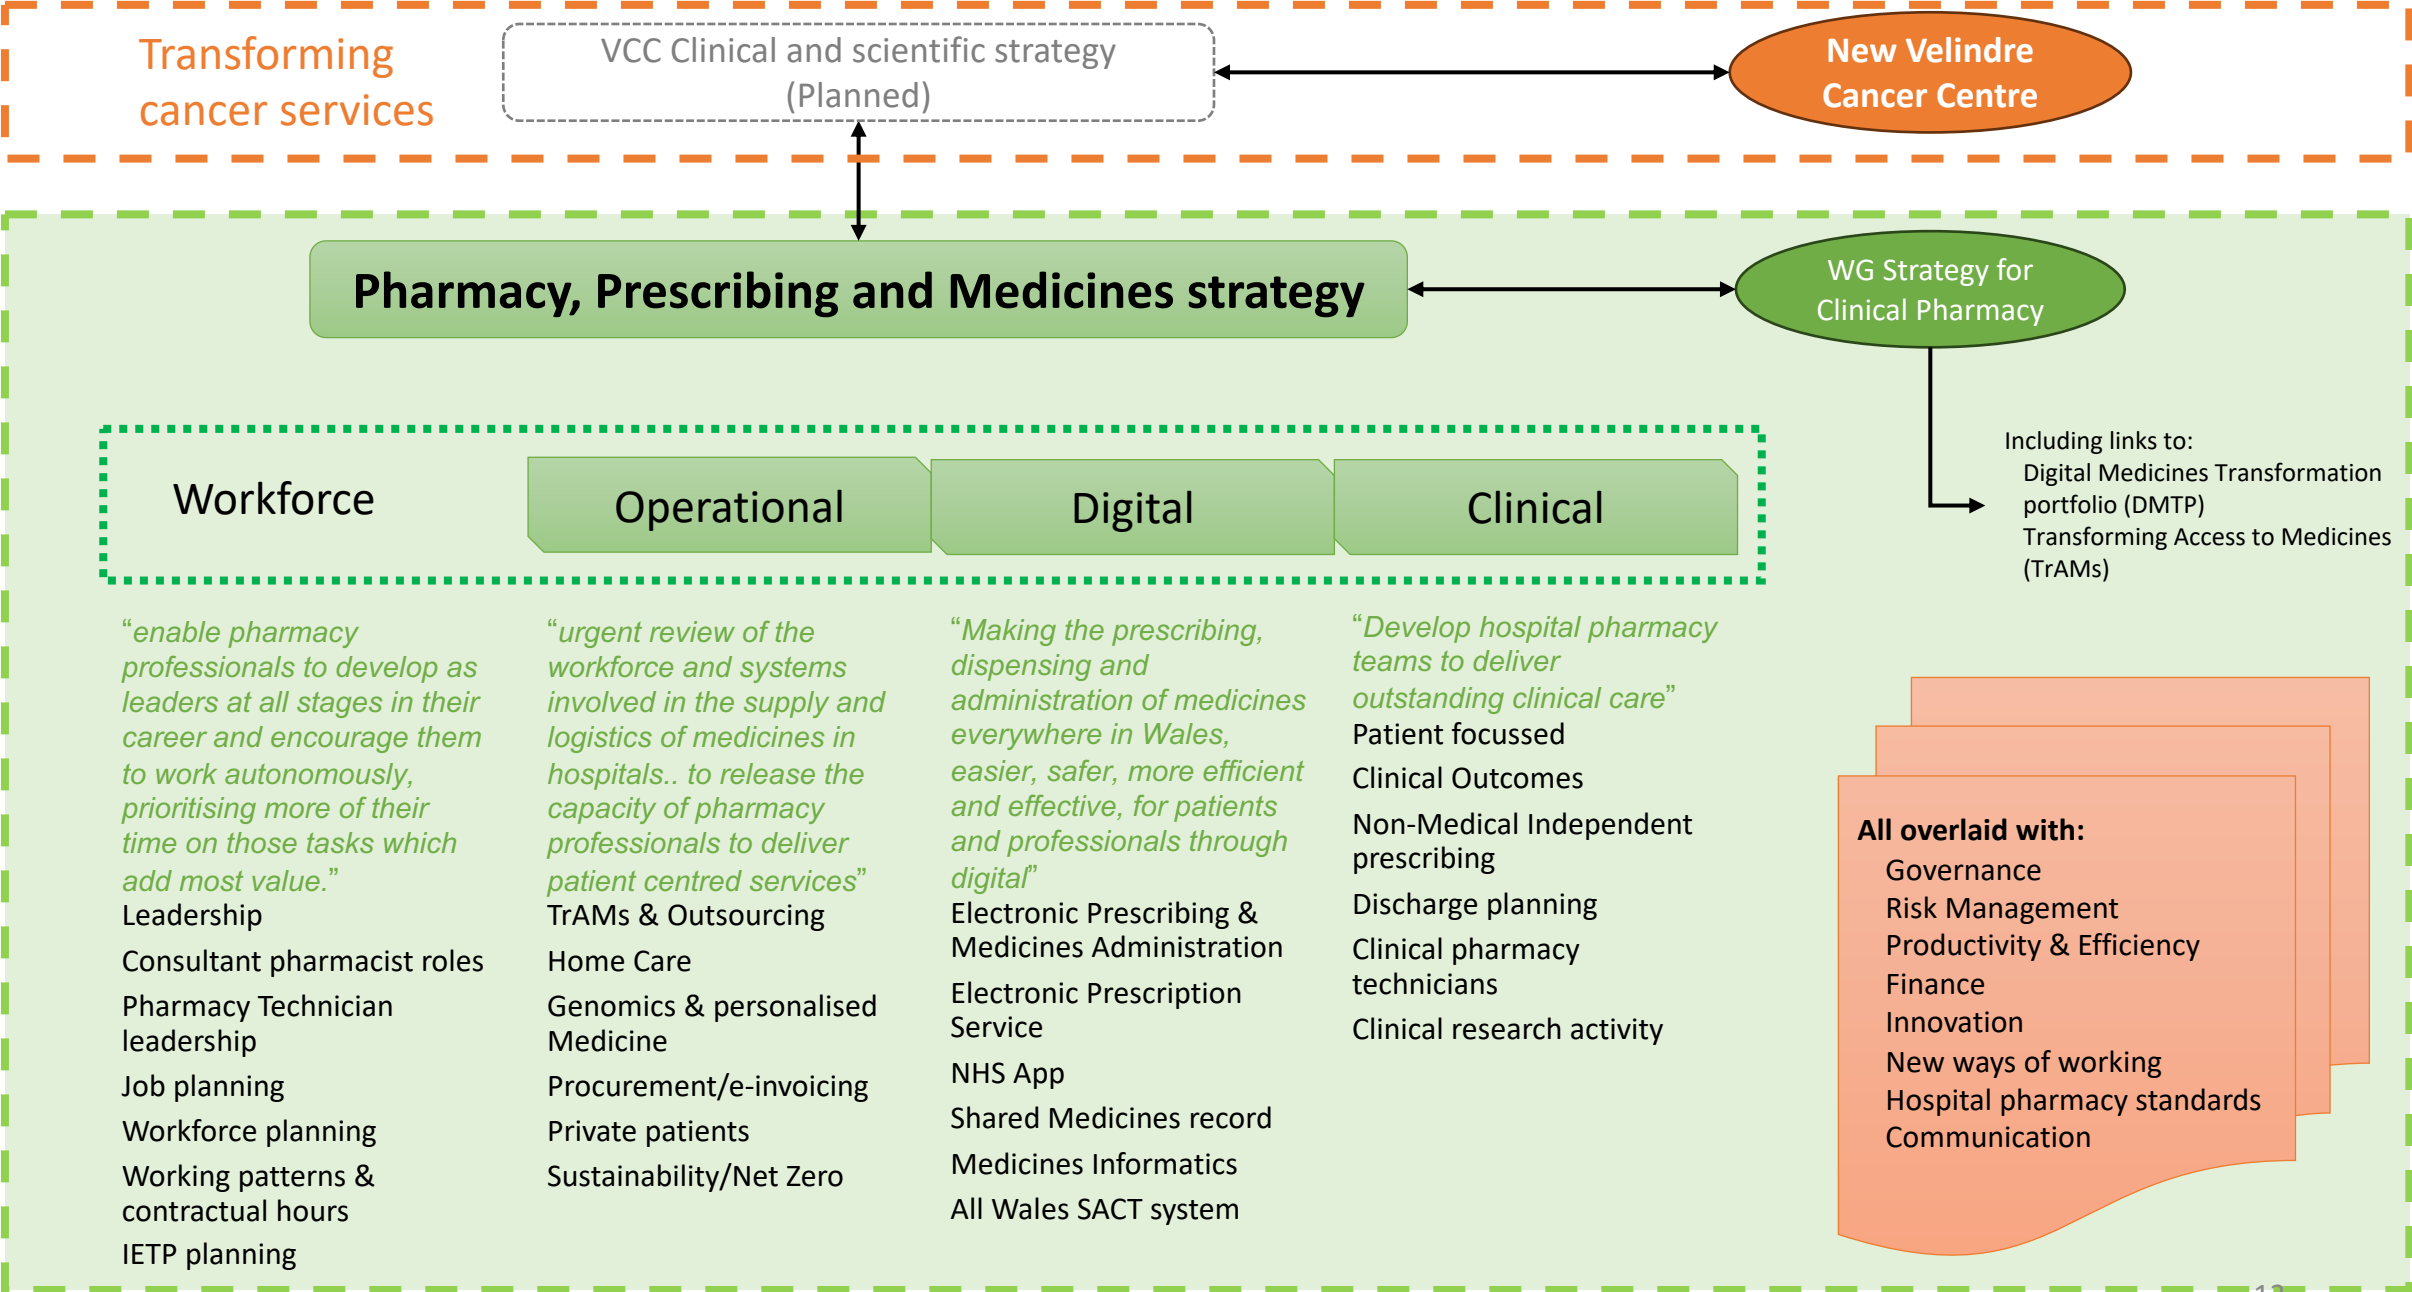 Transforming
cancer services
VCC Clinical and scientific strategy
(Planned)
New Velindre
Cancer Centre
Pharmacy, Prescribing and Medicines strategy
WG Strategy for
Clinical Pharmacy
Including links to:
Digital Medicines Transformation
portfolio (DMTP)
Transforming Access to Medicines
(TrAMs)
Workforce
Operational
Digital
Clinical
“enable pharmacy
professionals to develop as
leaders at all stages in their
career and encourage them
to work autonomously,
prioritising more of their
time on those tasks which
add most value.”
Leadership
Consultant pharmacist roles
Pharmacy Technician
leadership
Job planning
Workforce planning
Working patterns &
contractual hours
IETP planning
“urgent review of the
workforce and systems
involved in the supply and
logistics of medicines in
hospitals.. to release the
capacity of pharmacy
professionals to deliver
patient centred services”
TrAMs & Outsourcing
Home Care
Genomics & personalised
Medicine
Procurement/e-invoicing
Private patients
Sustainability/Net Zero
“Making the prescribing,
dispensing and
administration of medicines
everywhere in Wales,
easier, safer, more efficient
and effective, for patients
and professionals through
digital”
Electronic Prescribing &
Medicines Administration
Electronic Prescription
Service
NHS App
Shared Medicines record
Medicines Informatics
All Wales SACT system
“Develop hospital pharmacy
teams to deliver
outstanding clinical care”
Patient focussed
Clinical Outcomes
Non-Medical Independent
prescribing
Discharge planning
Clinical pharmacy
technicians
Clinical research activity
All overlaid with:
Governance
Risk Management
Productivity & Efficiency
Finance
Innovation
New ways of working
Hospital pharmacy standards
Communication